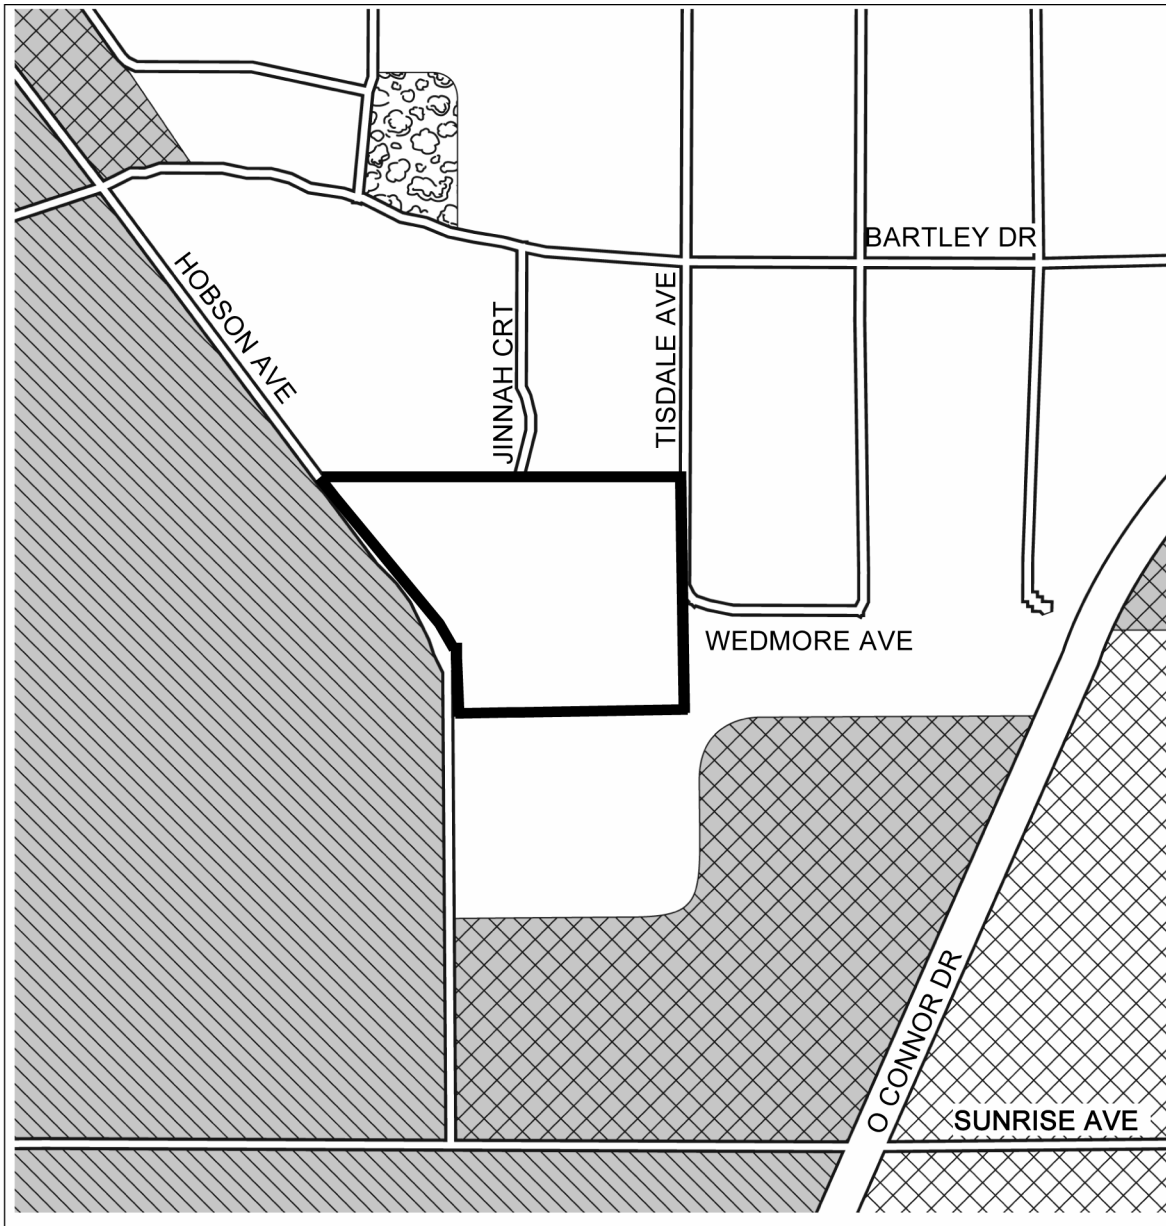 BARTLEY DR
HOBSON AVE
JINNAH CRT
TISDALE AVE
WEDMORE AVE
O CONNOR DR
SUNRISE AVE